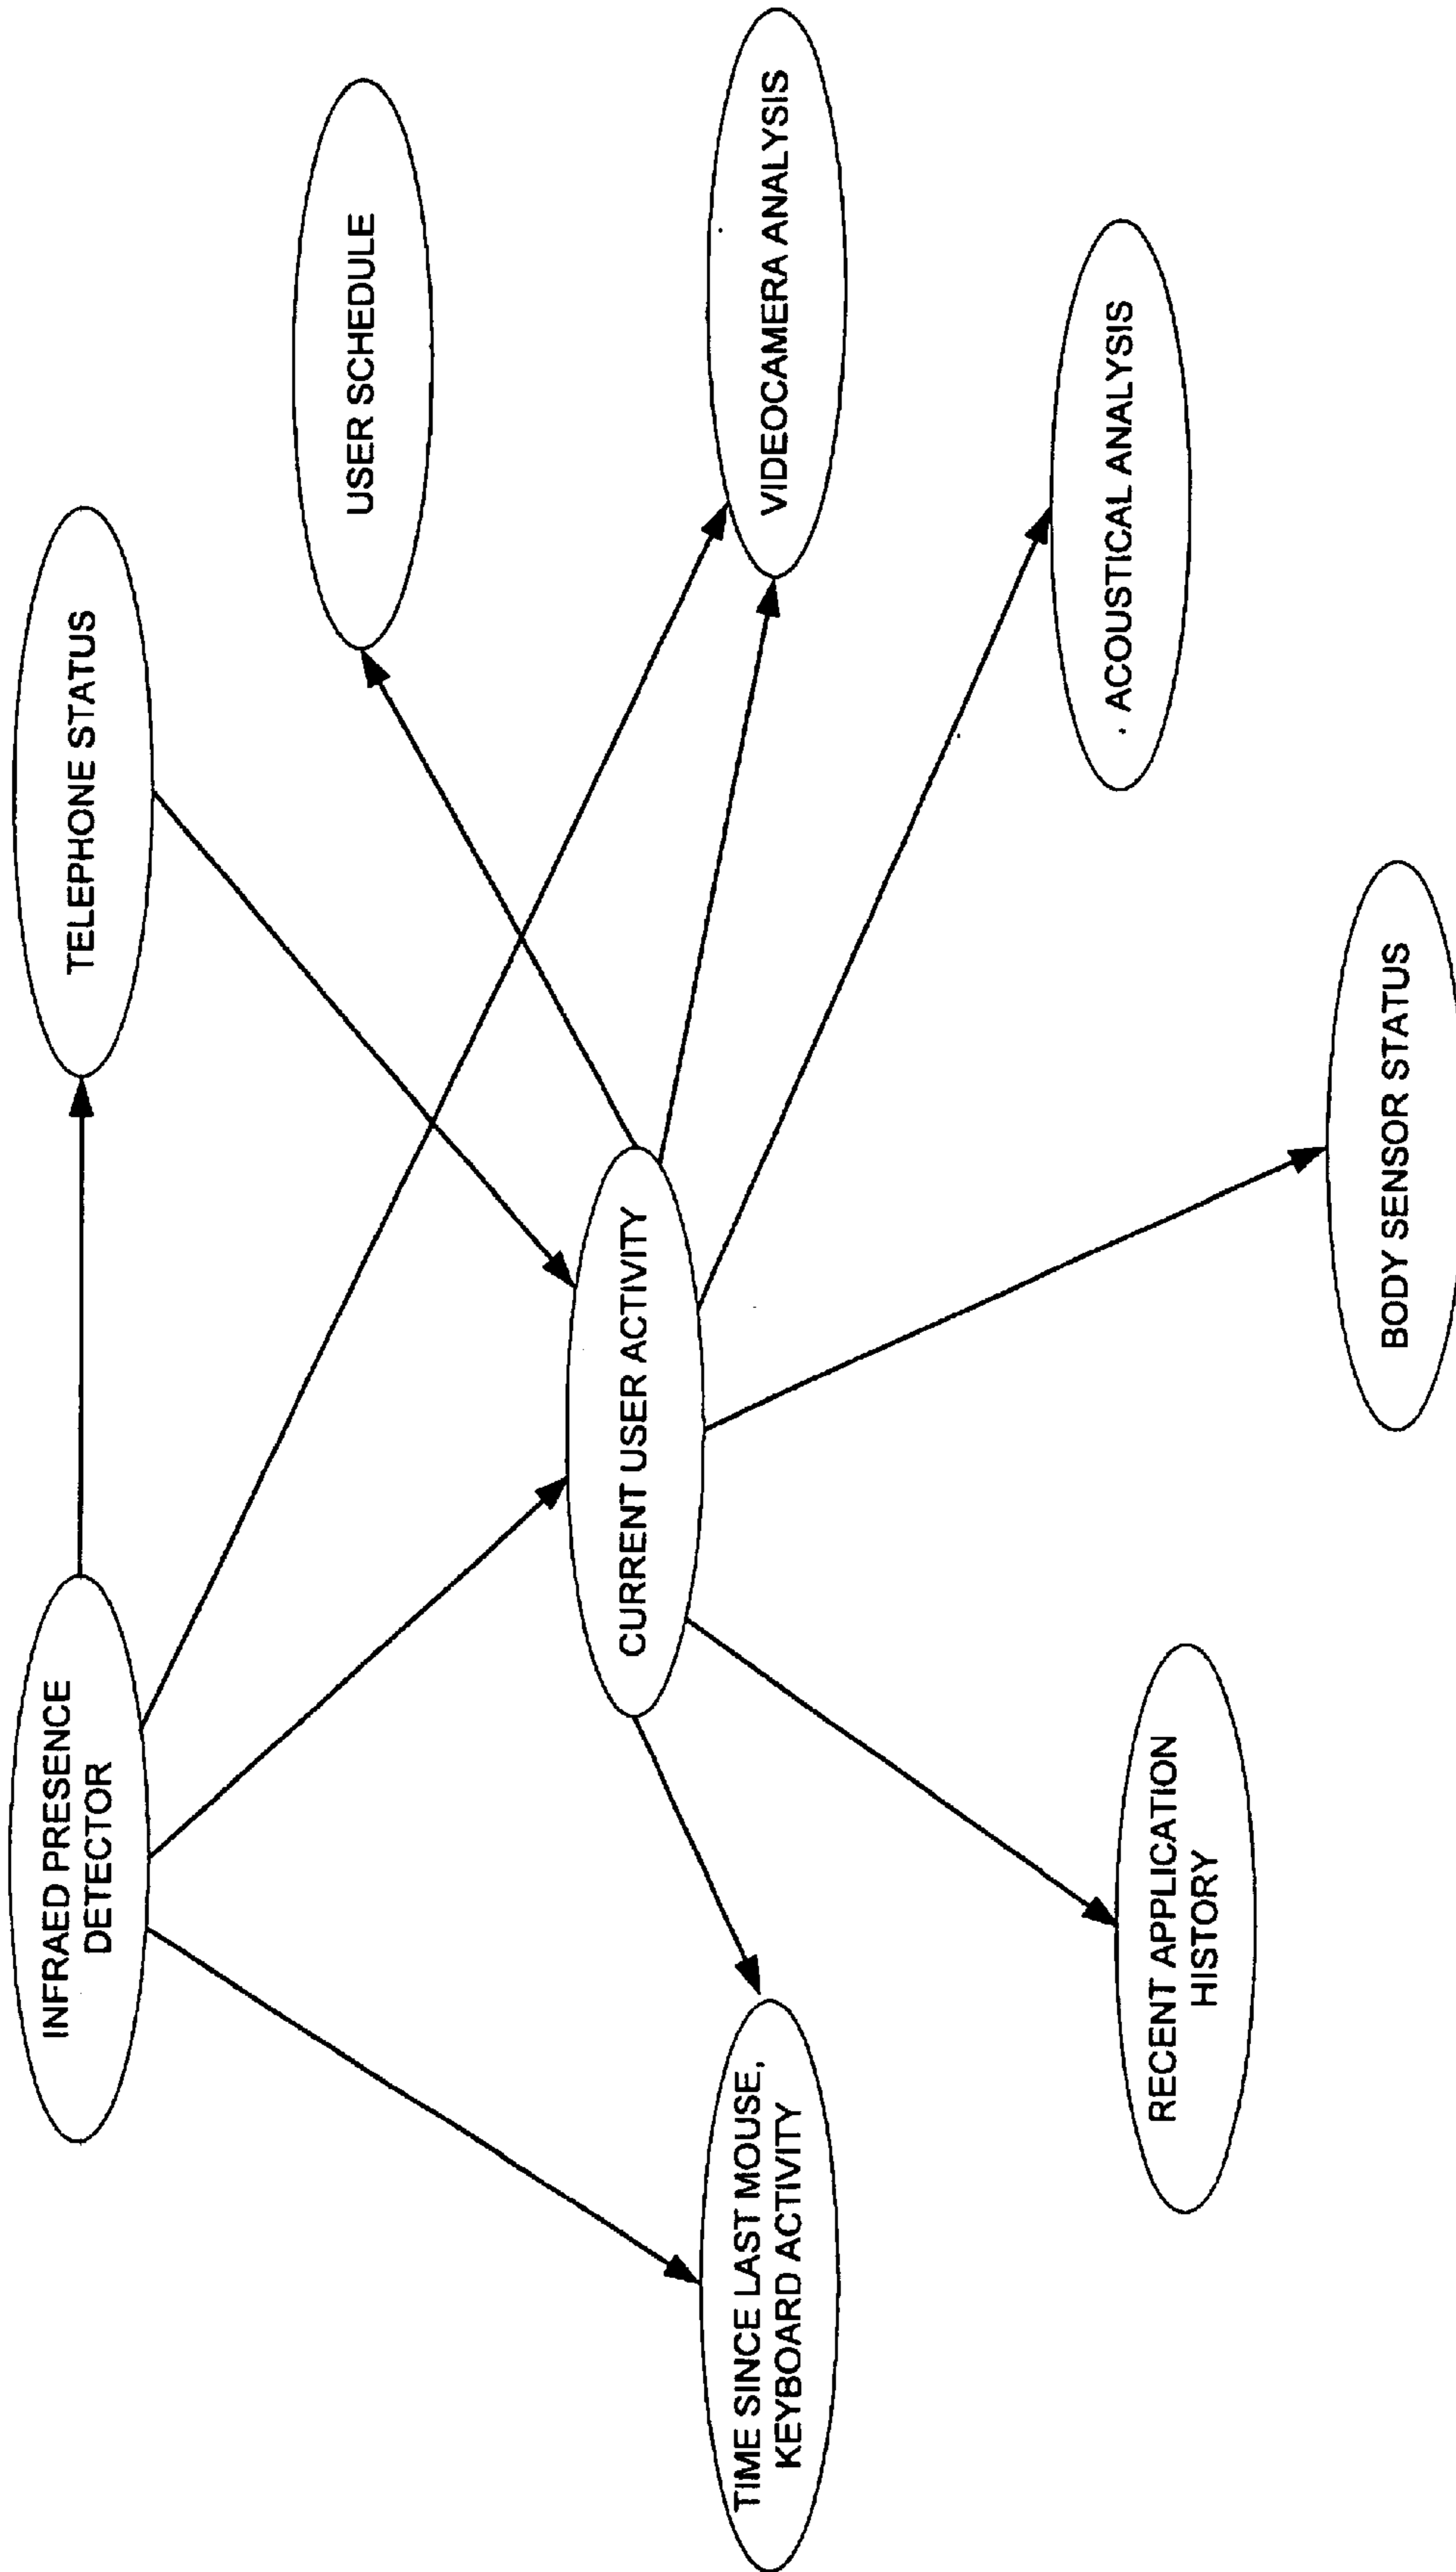 INFRAED PRESENCE
DETECTOR
TELEPHONE STATUS
USER SCHEDULE
CURRENT USER ACTIVITY
TIME SINCE LAST MOUSE,
KEYBOARD ACTIVITY
VIDEOCAMERA ANALYSIS
RECENT APPLICATION
HISTORY
ACOUSTICAL ANALYSIS
BODY SENSOR STATUS